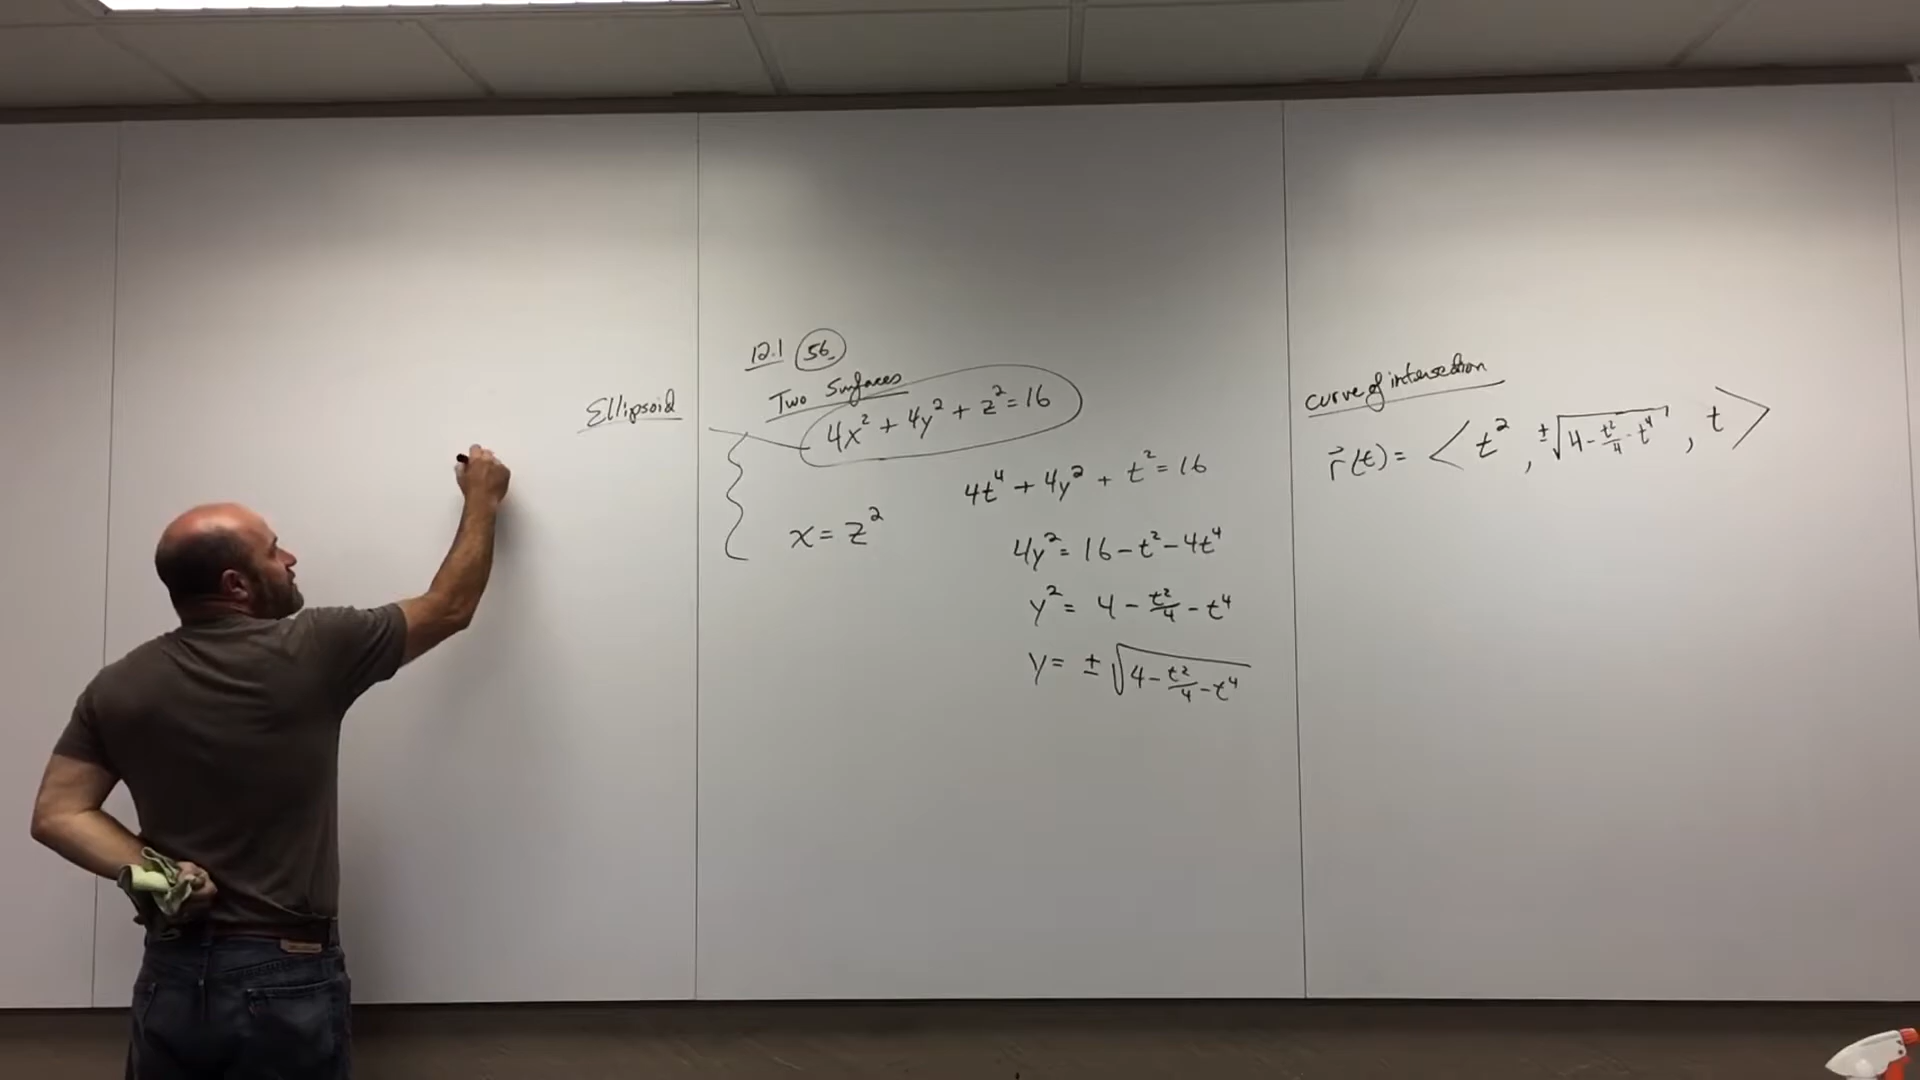 12.1 56.
Two Surfaces
Ellipsoid
4x² + 4y² + z² = 16
x = z²
4t⁴ + 4y² + t² = 16
4y² = 16 - t² - 4t⁴
y² = 4 - t²/4 - t⁴
y = ± √(4 - t²/4 - t⁴)
curve of intersection
r⃗(t) = < t², ±√(4 - t²/4 - t⁴), t >